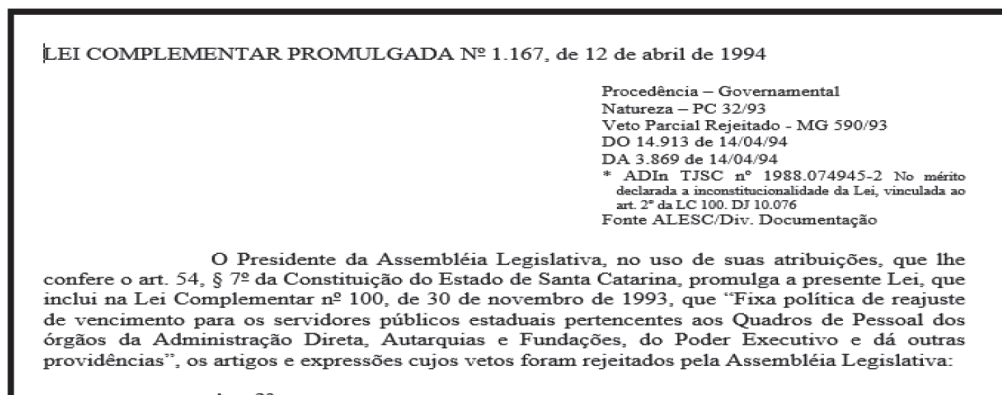 LEI COMPLEMENTAR PROMULGADA Nº 1.167, de 12 de abril de 1994
Procedência – Governamental
Natureza – PC 32/93
Veto Parcial Rejeitado - MG 590/93
DO 14.913 de 14/04/94
DA 3.869 de 14/04/94
* ADIn TJSC nº 1988.074945-2 No mérito
declarada a inconstitucionalidade da Lei, vinculada ao
art. 2º da LC 100. DJ 10.076
Fonte ALESC/Div. Documentação
O Presidente da Assembléia Legislativa, no uso de suas atribuições, que lhe
confere o art. 54, § 7º da Constituição do Estado de Santa Catarina, promulga a presente Lei, que
inclui na Lei Complementar nº 100, de 30 de novembro de 1993, que “Fixa política de reajuste
de vencimento para os servidores públicos estaduais pertencentes aos Quadros de Pessoal dos
órgãos da Administração Direta, Autarquias e Fundações, do Poder Executivo e dá outras
providências”, os artigos e expressões cujos vetos foram rejeitados pela Assembléia Legislativa: